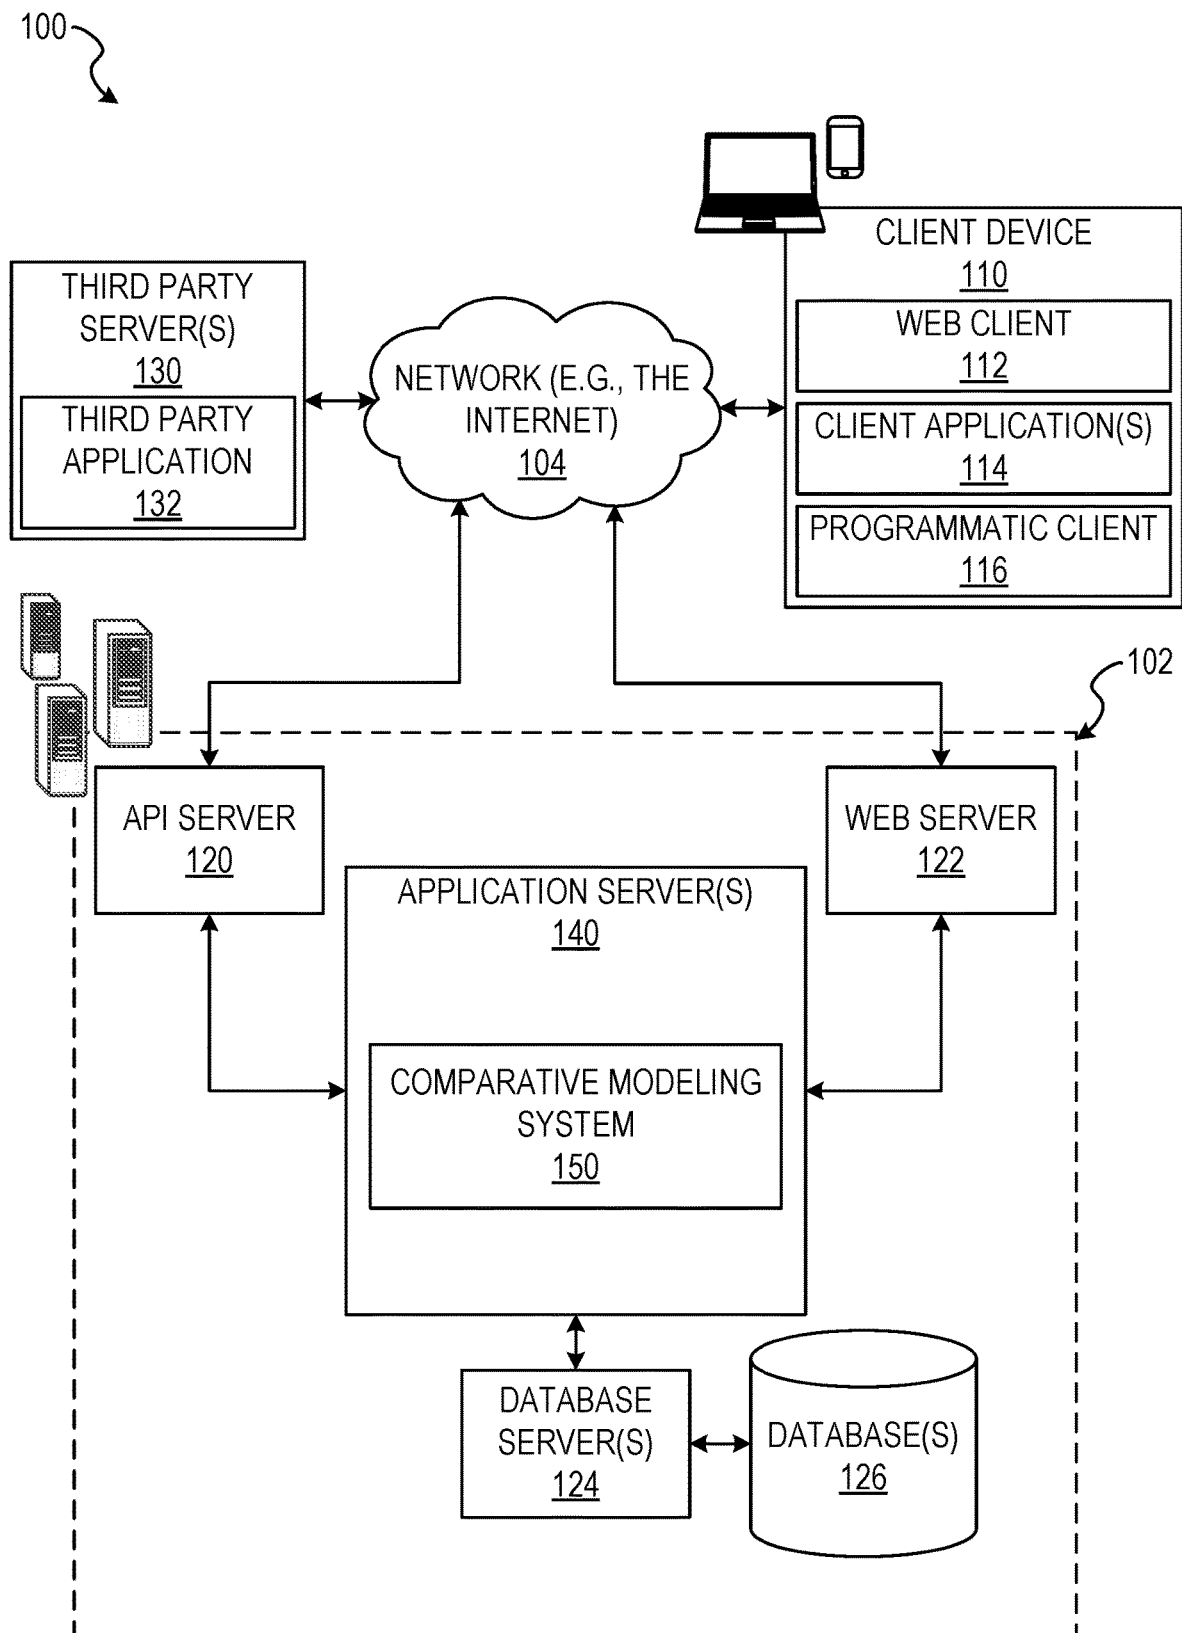 100
CLIENT DEVICE
110
WEB CLIENT
112
CLIENT APPLICATION(S)
114
PROGRAMMATIC CLIENT
116
THIRD PARTY
SERVER(S)
130
THIRD PARTY
APPLICATION
132
NETWORK (E.G., THE
INTERNET)
104
102
API SERVER
120
WEB SERVER
122
APPLICATION SERVER(S)
140
COMPARATIVE MODELING
SYSTEM
150
DATABASE
SERVER(S)
124
DATABASE(S)
126